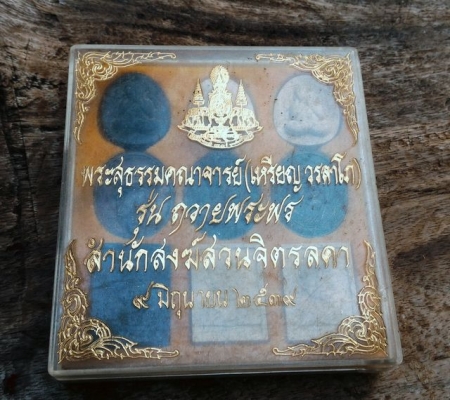 พระสุธรรมคณาจารย์(เหรียญ วรลาโภ)
รุ่น ถวายพระพร
สำนักสงฆ์สวนจิตรลดา
๙ มิถุนายน ๒๕๓๙